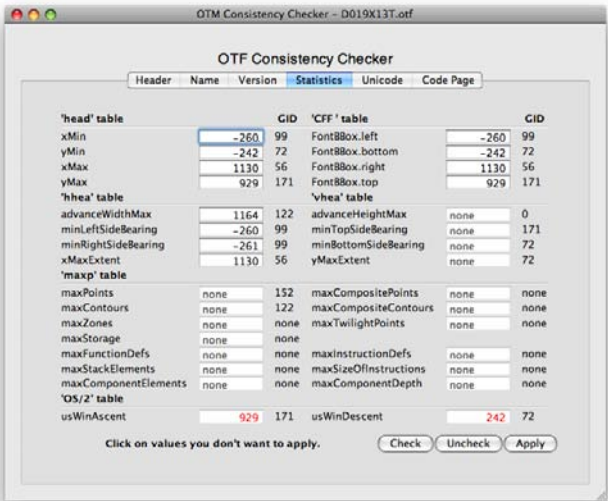 OTM Consistency Checker – D019X13T.otf
OTF Consistency Checker
Header Name Version Statistics Unicode Code Page
'head' table GID 'CFF ' table GID
xMin -260 99 FontBBox.left -260 99
yMin -242 72 FontBBox.bottom -242 72
xMax 1130 56 FontBBox.right 1130 56
yMax 929 171 FontBBox.top 929 171
'hhea' table 'vhea' table
advanceWidthMax 1164 122 advanceHeightMax none 0
minLeftSideBearing -260 99 minTopSideBearing none 171
minRightSideBearing -261 99 minBottomSideBearing none 72
xMaxExtent 1130 56 yMaxExtent none 72
'maxp' table
maxPoints none 152 maxCompositePoints none none
maxContours none 122 maxCompositeContours none none
maxZones none none maxTwilightPoints none none
maxStorage none none
maxFunctionDefs none none maxInstructionDefs none none
maxStackElements none none maxSizeOfInstructions none none
maxComponentElements none none maxComponentDepth none none
'OS/2' table
usWinAscent 929 171 usWinDescent 242 72
Click on values you don't want to apply. Check Uncheck Apply